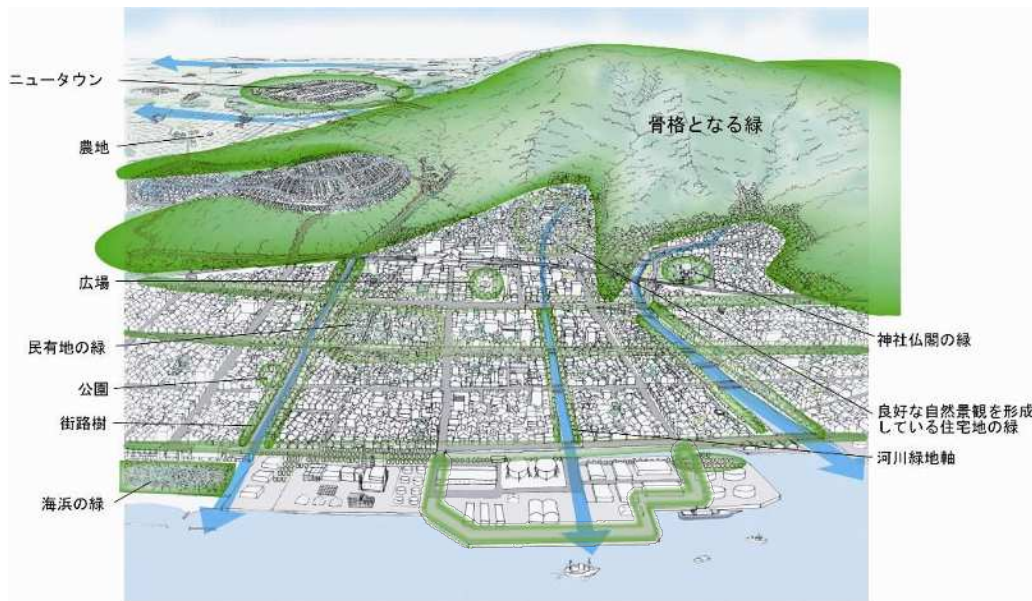 ニュータウン
骨格となる緑
農地
広場
民有地の緑
神社仏閣の緑
公園
良好な自然景観を形成
している住宅地の緑
街路樹
河川緑地軸
海浜の緑